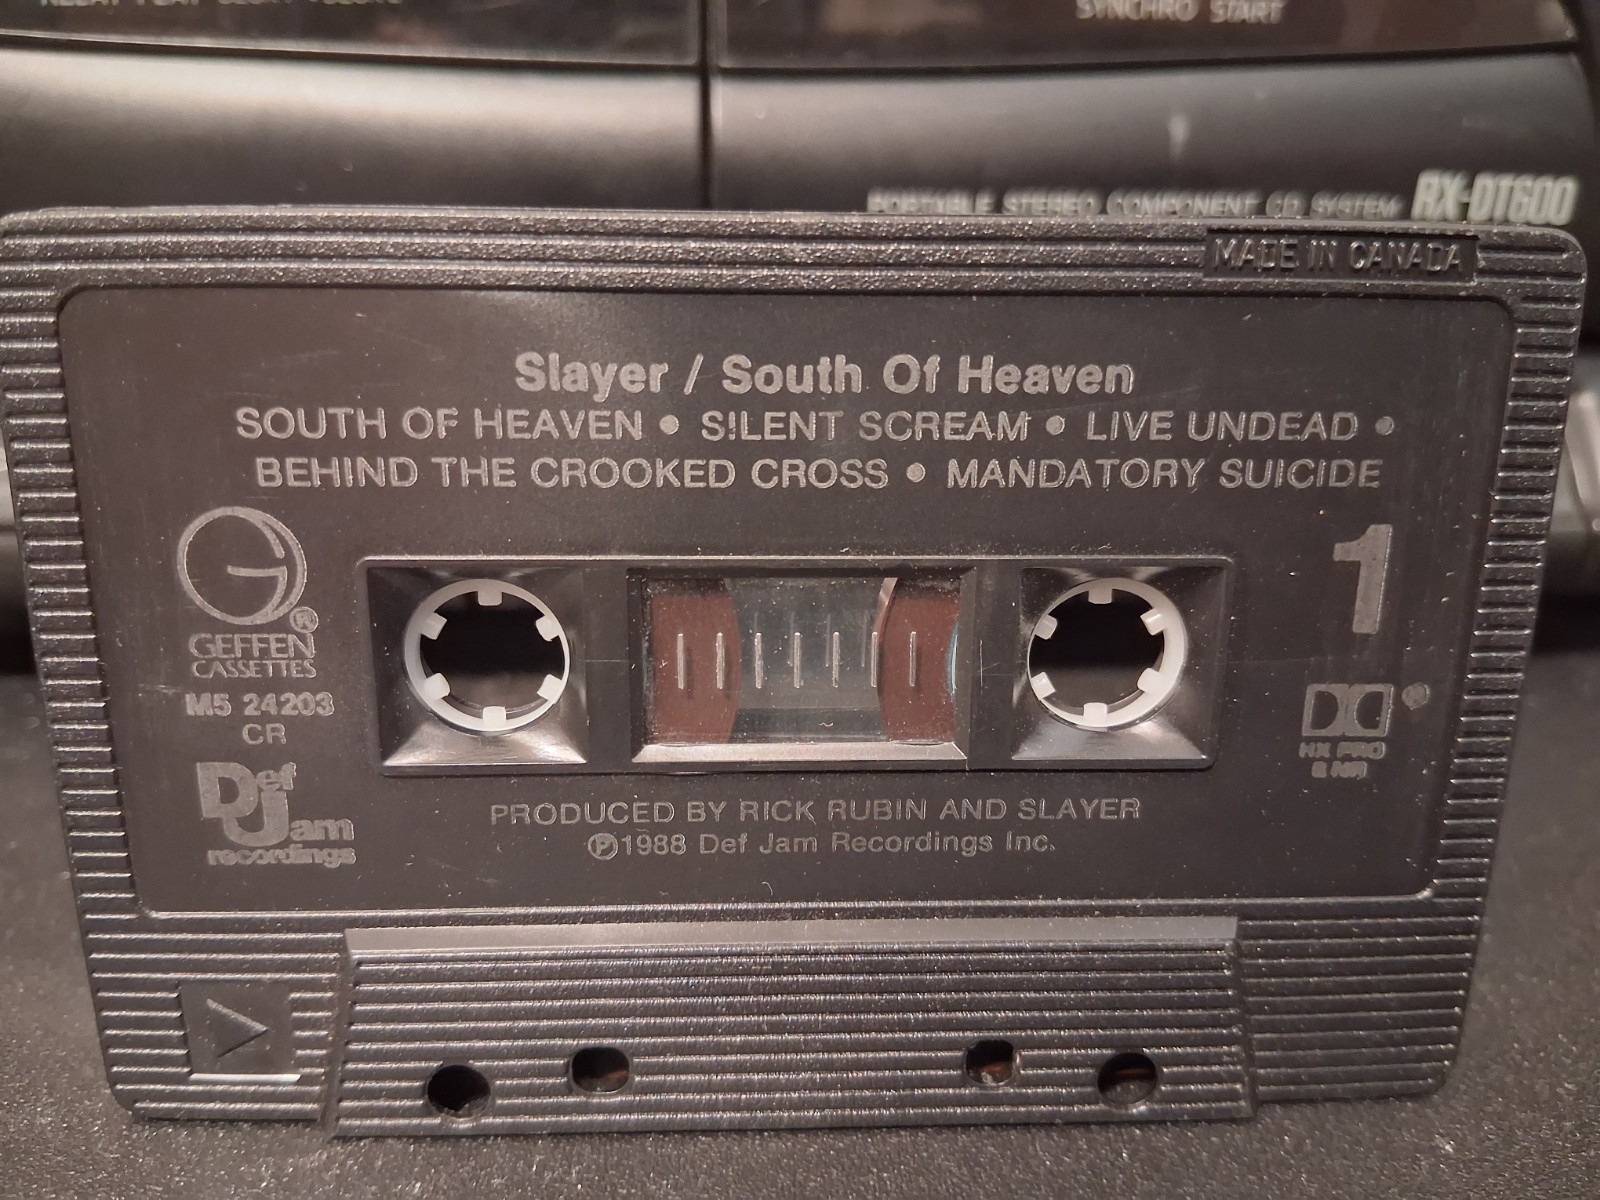 SYNCHRO START
PORTABLE STEREO COMPONENT CD SYSTEM RX-DT600
MADE IN CANADA
Slayer / South Of Heaven
SOUTH OF HEAVEN • SILENT SCREAM • LIVE UNDEAD •
BEHIND THE CROOKED CROSS • MANDATORY SUICIDE
1
G
GEFFEN®
CASSETTES
M5 24203
CR
Def
Jam
recordings
HX PRO
PRODUCED BY RICK RUBIN AND SLAYER
℗1988 Def Jam Recordings Inc.